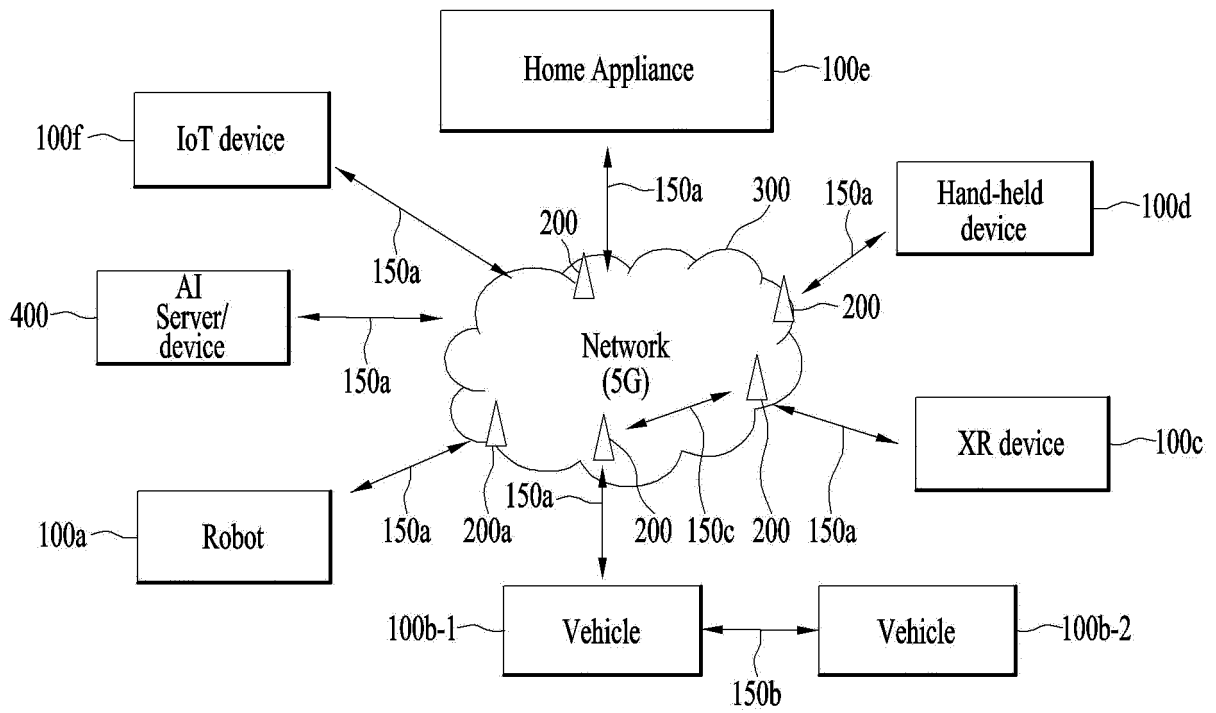 Home Appliance
100e
IoT device
100f
150a
Hand-held
device
100d
150a
150a
200
300
AI
Server/
device
400
150a
200
Network
(5G)
XR device
100c
150a
Robot
100a
150a
200a
150a
200
150c
200
150a
Vehicle
100b-1
Vehicle
100b-2
150b